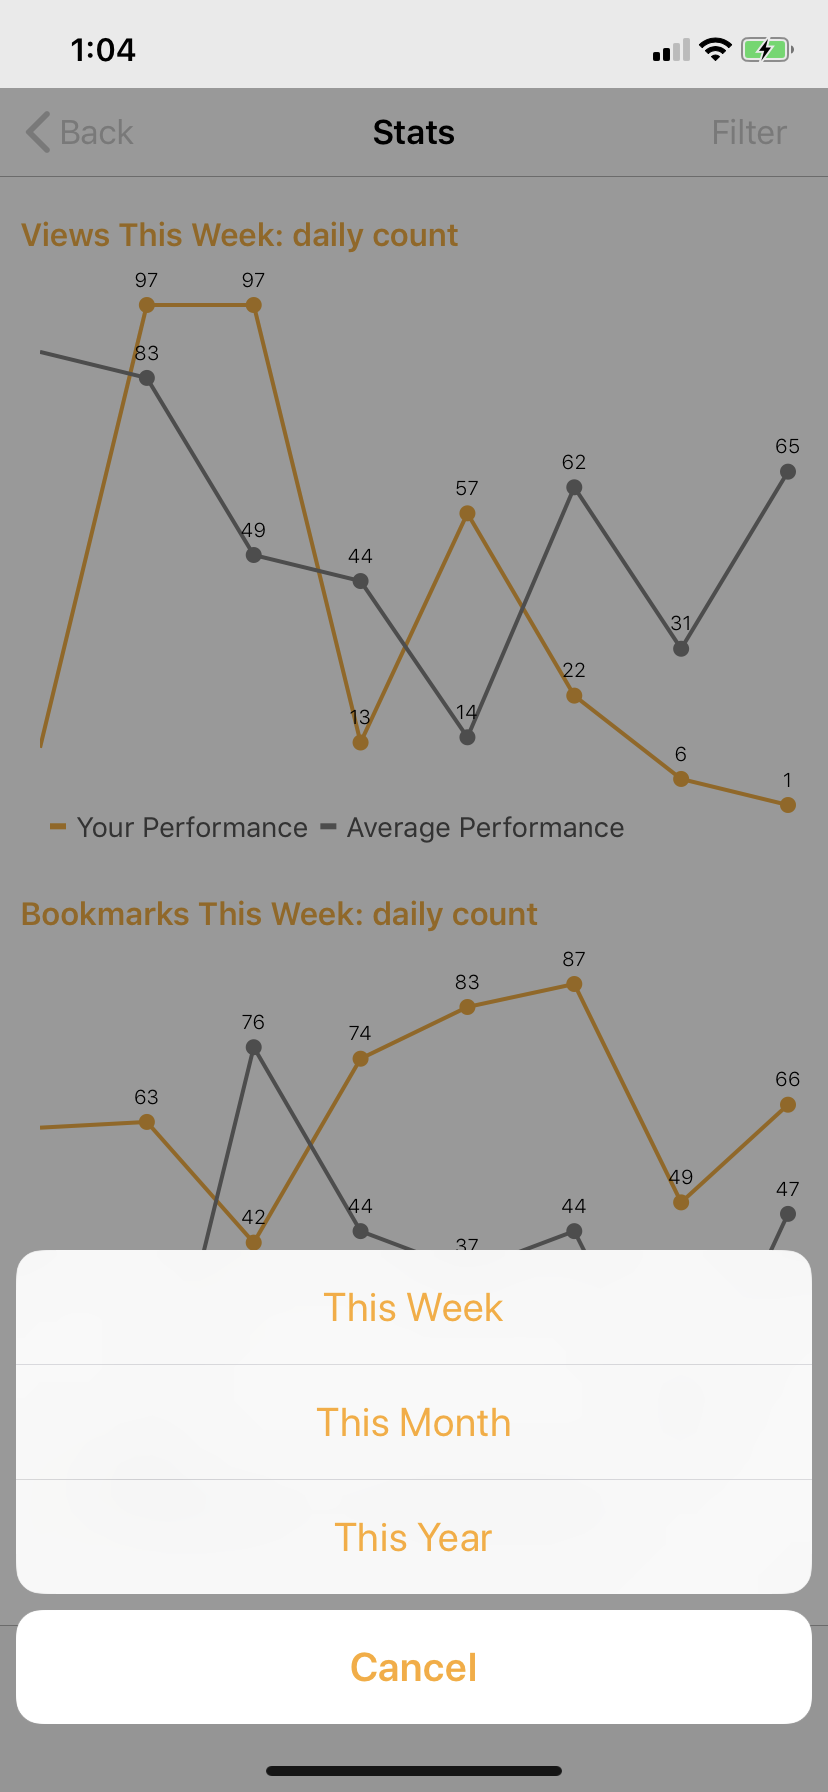 1:04
Back Stats Filter
Views This Week: daily count
97 97
83
65
62
57
49
44
31
22
13 14
6
1
Your Performance Average Performance
Bookmarks This Week: daily count
87
83
76
74
66
63
49
47
42 44 44
37
This Week
This Month
This Year
Cancel